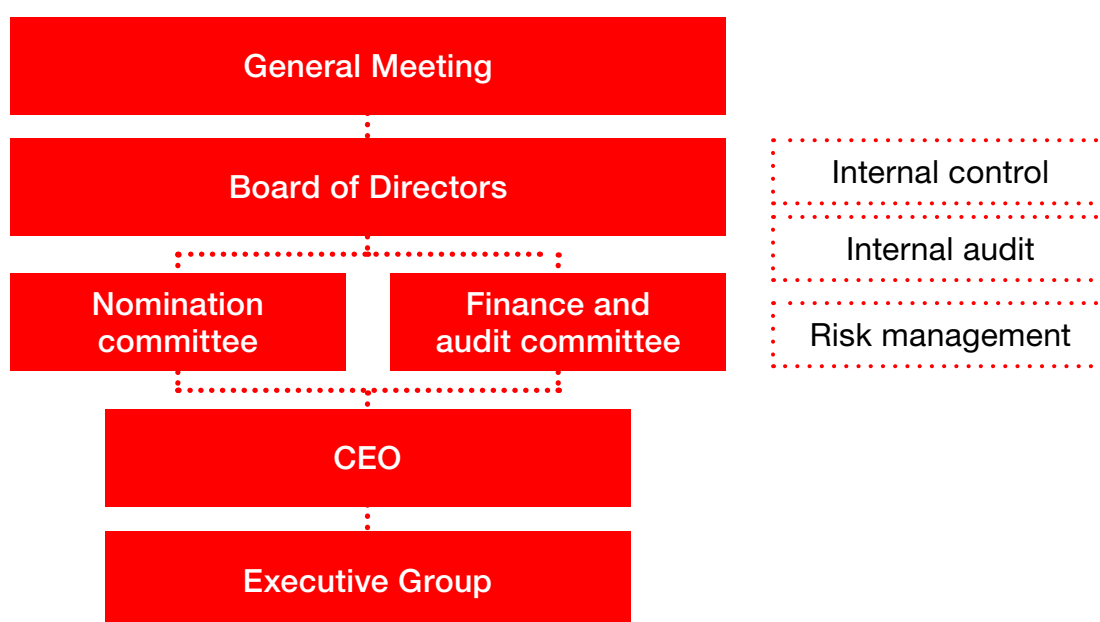 General Meeting
Board of Directors
Nomination
committee
Finance and
audit committee
CEO
Executive Group
Internal control
Internal audit
Risk management